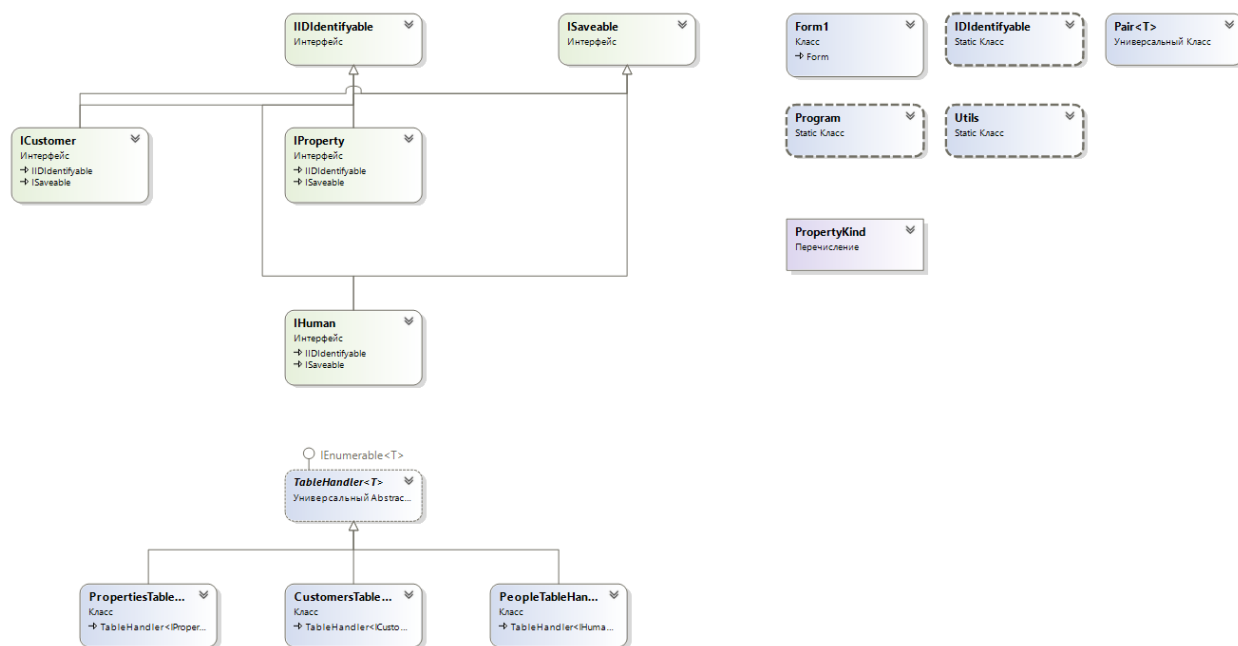 IIDIdentifyable
Интерфейс
ISaveable
Интерфейс
Form1
Класс
Form
IDIdentifyable
Static Класс
Pair<T>
Универсальный Класс
Program
Static Класс
Utils
Static Класс
ICustomer
Интерфейс
IIDIdentifyable
ISaveable
IProperty
Интерфейс
IIDIdentifyable
ISaveable
PropertyKind
Перечисление
IHuman
Интерфейс
IIDIdentifyable
ISaveable
IEnumerable<T>
TableHandler<T>
Универсальный Abstrac...
PropertiesTable...
Класс
TableHandler<IProper...
CustomersTable...
Класс
TableHandler<ICusto...
PeopleTableHan...
Класс
TableHandler<IHuma...